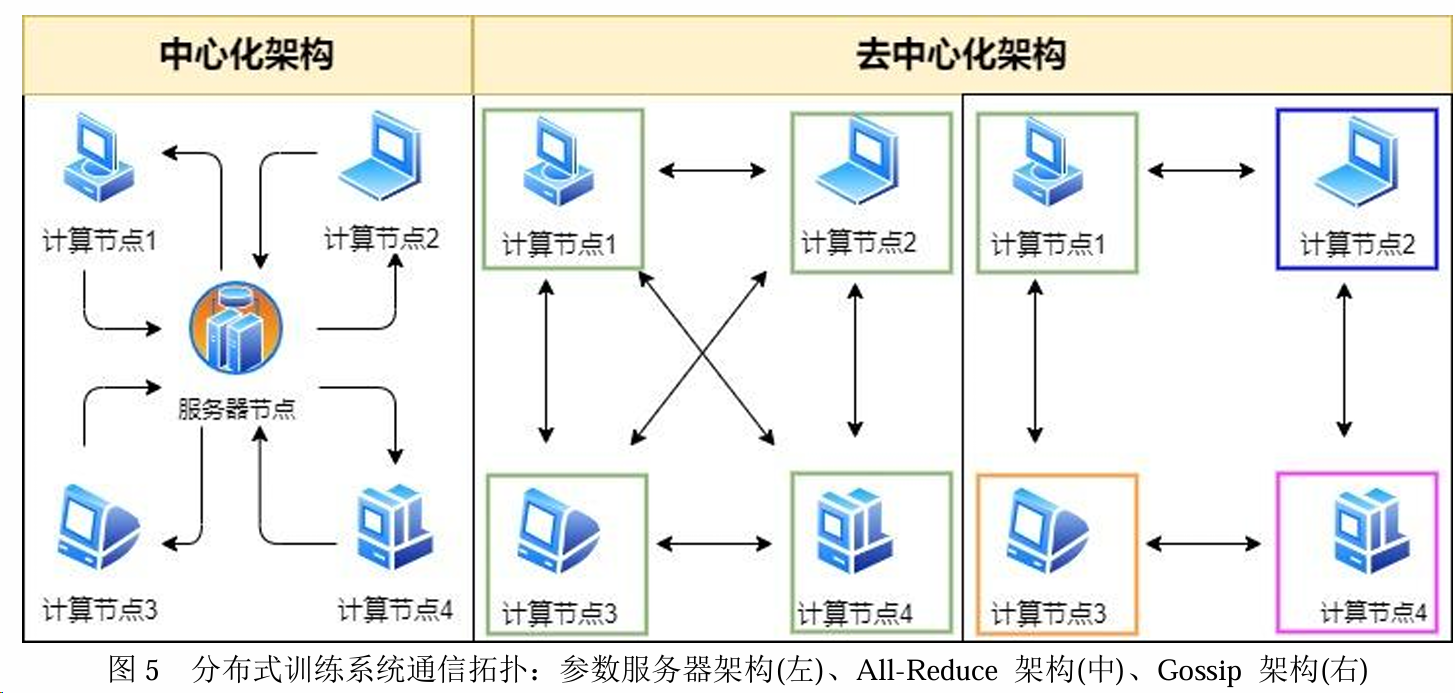 中心化架构
去中心化架构
计算节点1
计算节点2
服务器节点
计算节点3
计算节点4
计算节点1
计算节点2
计算节点3
计算节点4
计算节点1
计算节点2
计算节点3
计算节点4
图 5 分布式训练系统通信拓扑：参数服务器架构(左)、All-Reduce 架构(中)、Gossip 架构(右)